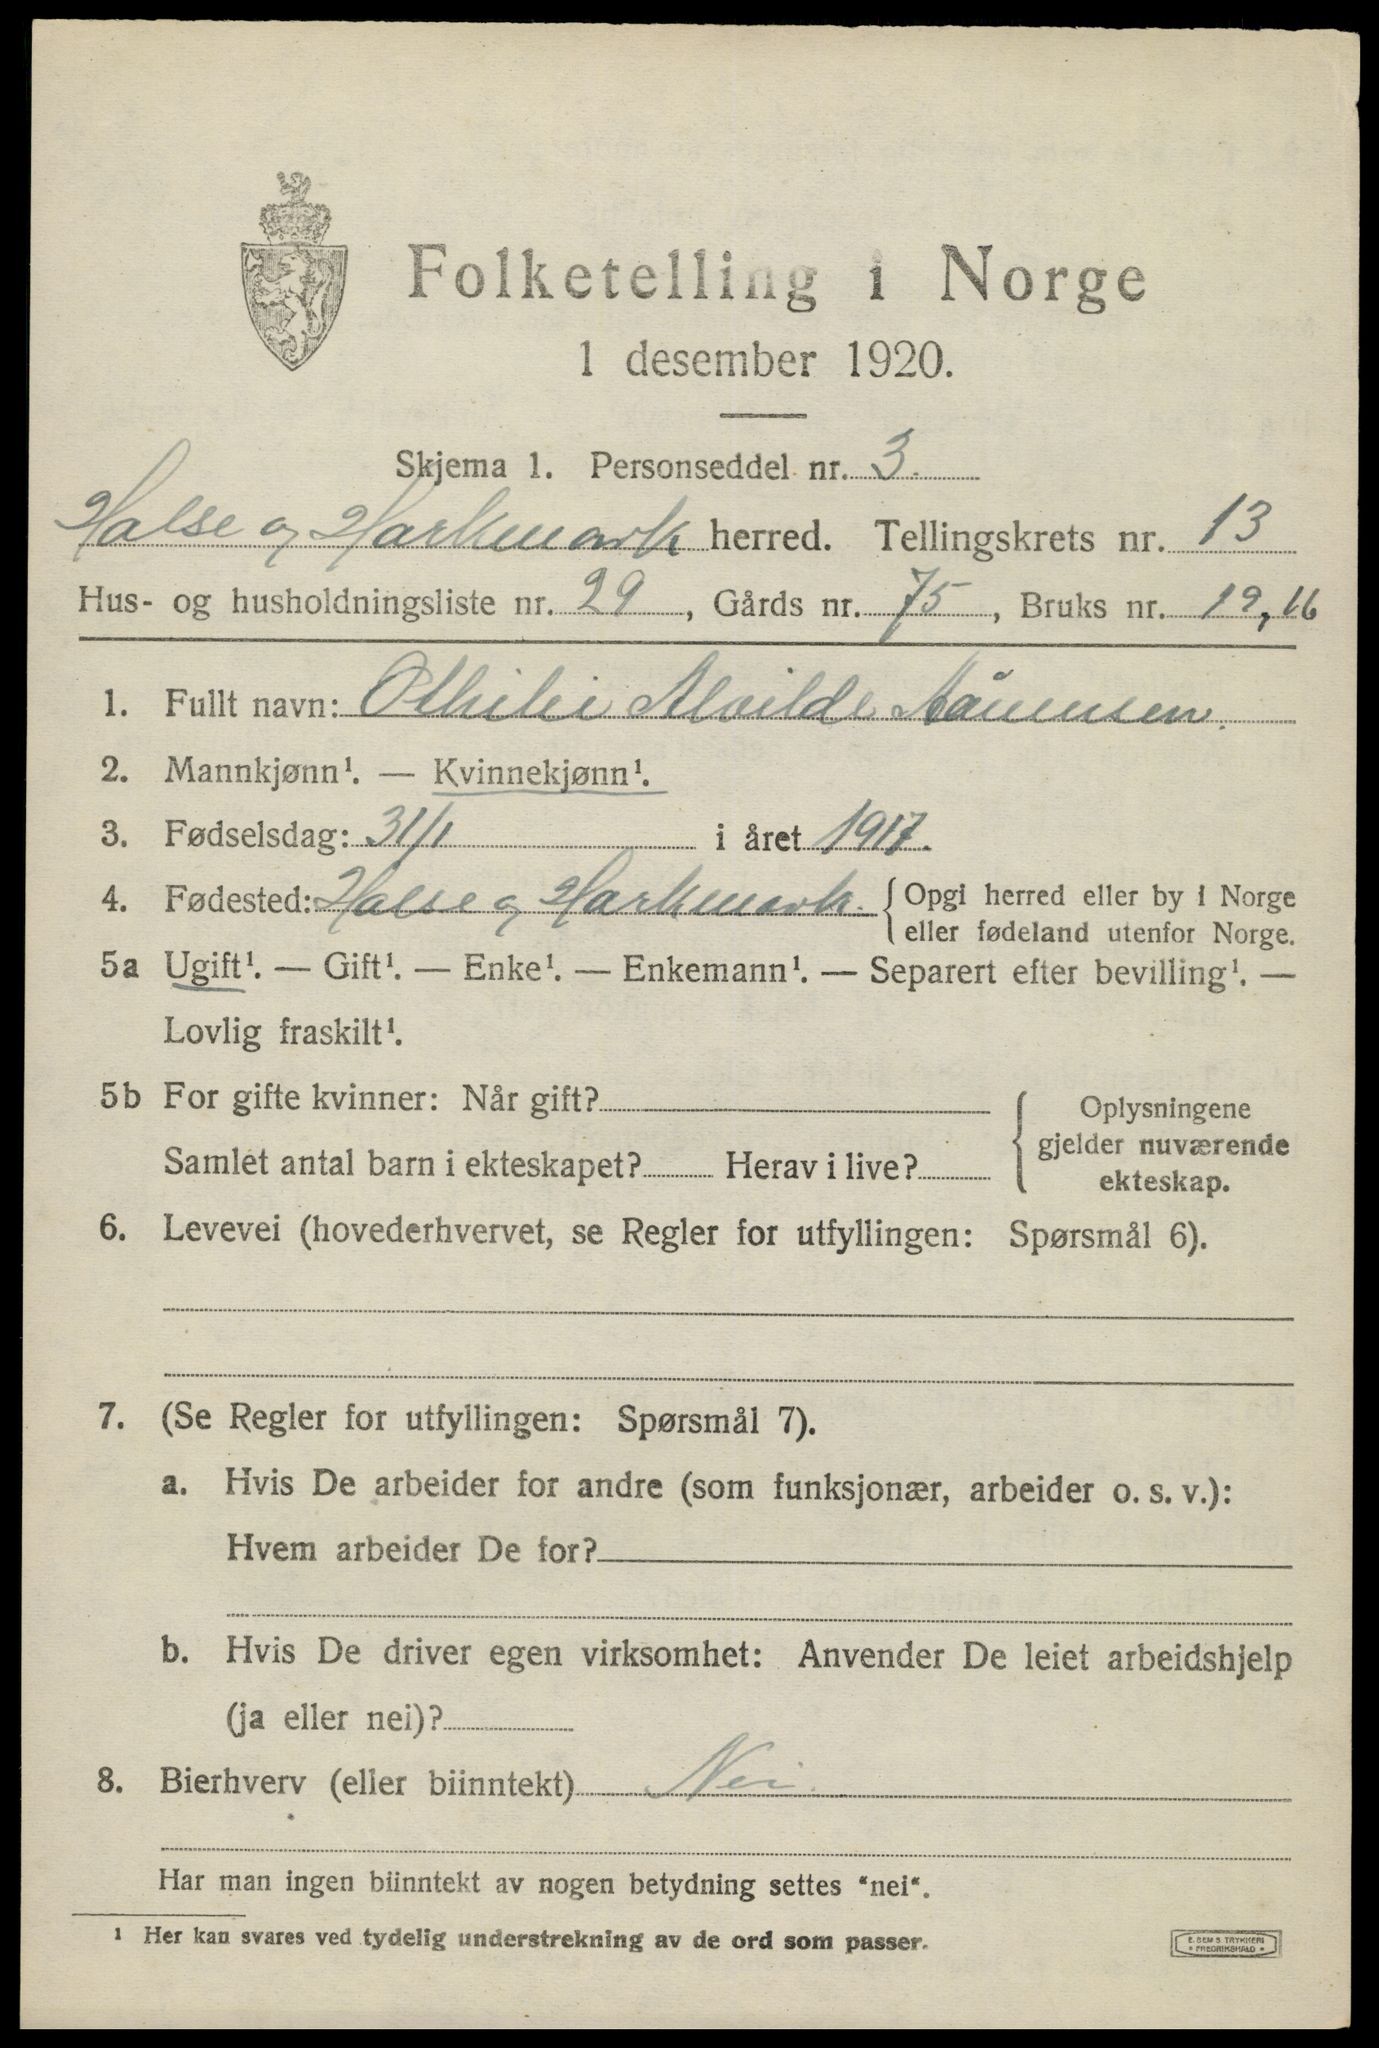 Folketelling i Norge
1 desember 1920.
Skjema 1. Personseddel nr. 3.
Halse og Harkmark herred. Tellingskrets nr. 13
Hus- og husholdningsliste nr. 29, Gårds nr. 75, Bruks nr. 19,16
1. Fullt navn: Othilie Alvilde
2. Mannkjønn¹. — Kvinnekjønn¹.
3. Fødselsdag: 31/1 i året 1917.
4. Fødested: Halse og Harkmark. { Opgi herred eller by i Norge
eller fødeland utenfor Norge.
5a Ugift¹. — Gift¹. — Enke¹. — Enkemann¹. — Separert efter bevilling¹. —
Lovlig fraskilt¹.
5b For gifte kvinner: Når gift?
Samlet antal barn i ekteskapet? Herav i live?
{ Oplysningene
gjelder nuværende
ekteskap.
6. Levevei (hovederhvervet, se Regler for utfyllingen: Spørsmål 6).
7. (Se Regler for utfyllingen: Spørsmål 7).
a. Hvis De arbeider for andre (som funksjonær, arbeider o. s. v.):
Hvem arbeider De for?
b. Hvis De driver egen virksomhet: Anvender De leiet arbeidshjelp
(ja eller nei)?
8. Bierhverv (eller biinntekt) Nei.
Har man ingen biinntekt av nogen betydning settes “nei“.
¹ Her kan svares ved tydelig understrekning av de ord som passer.
E. SEM S. TRYKKERI
• FREDRIKSHALD •